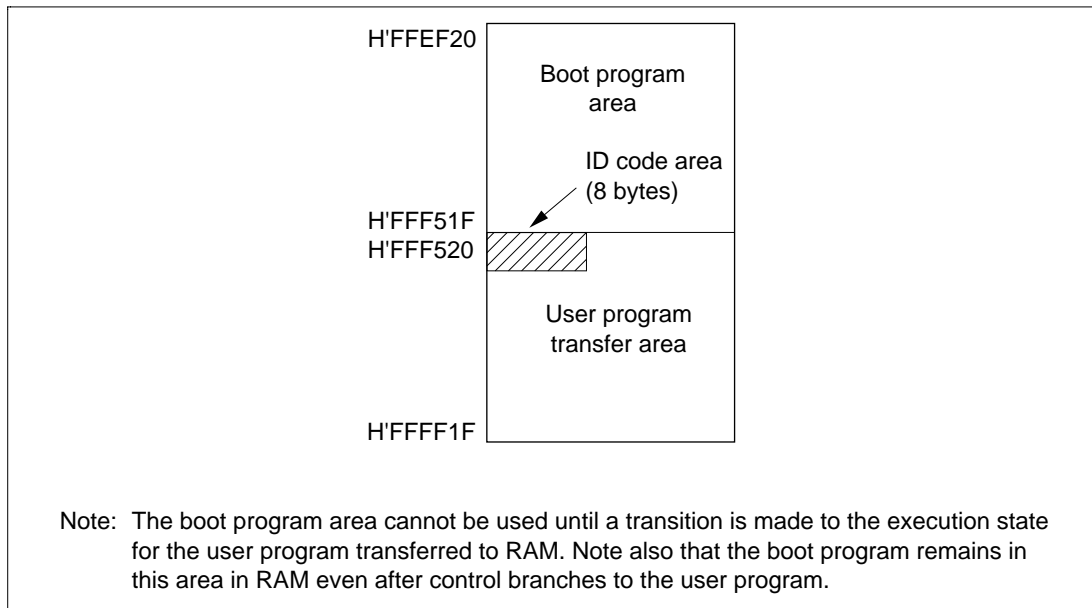 H'FFEF20
Boot program
area
ID code area
(8 bytes)
H'FFF51F
H'FFF520
User program
transfer area
H'FFFF1F
Note: The boot program area cannot be used until a transition is made to the execution state
for the user program transferred to RAM. Note also that the boot program remains in
this area in RAM even after control branches to the user program.